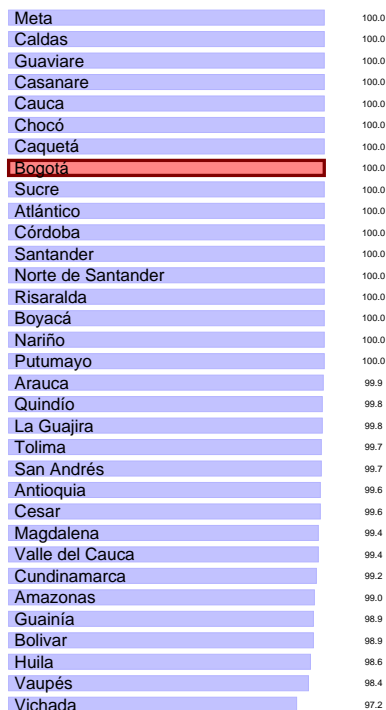 Meta 100.0
Caldas 100.0
Guaviare 100.0
Casanare 100.0
Cauca 100.0
Chocó 100.0
Caquetá 100.0
Bogotá 100.0
Sucre 100.0
Atlántico 100.0
Córdoba 100.0
Santander 100.0
Norte de Santander 100.0
Risaralda 100.0
Boyacá 100.0
Nariño 100.0
Putumayo 100.0
Arauca 99.9
Quindío 99.8
La Guajira 99.8
Tolima 99.7
San Andrés 99.7
Antioquia 99.6
Cesar 99.6
Magdalena 99.4
Valle del Cauca 99.4
Cundinamarca 99.2
Amazonas 99.0
Guainía 98.9
Bolivar 98.9
Huila 98.6
Vaupés 98.4
Vichada 97.2